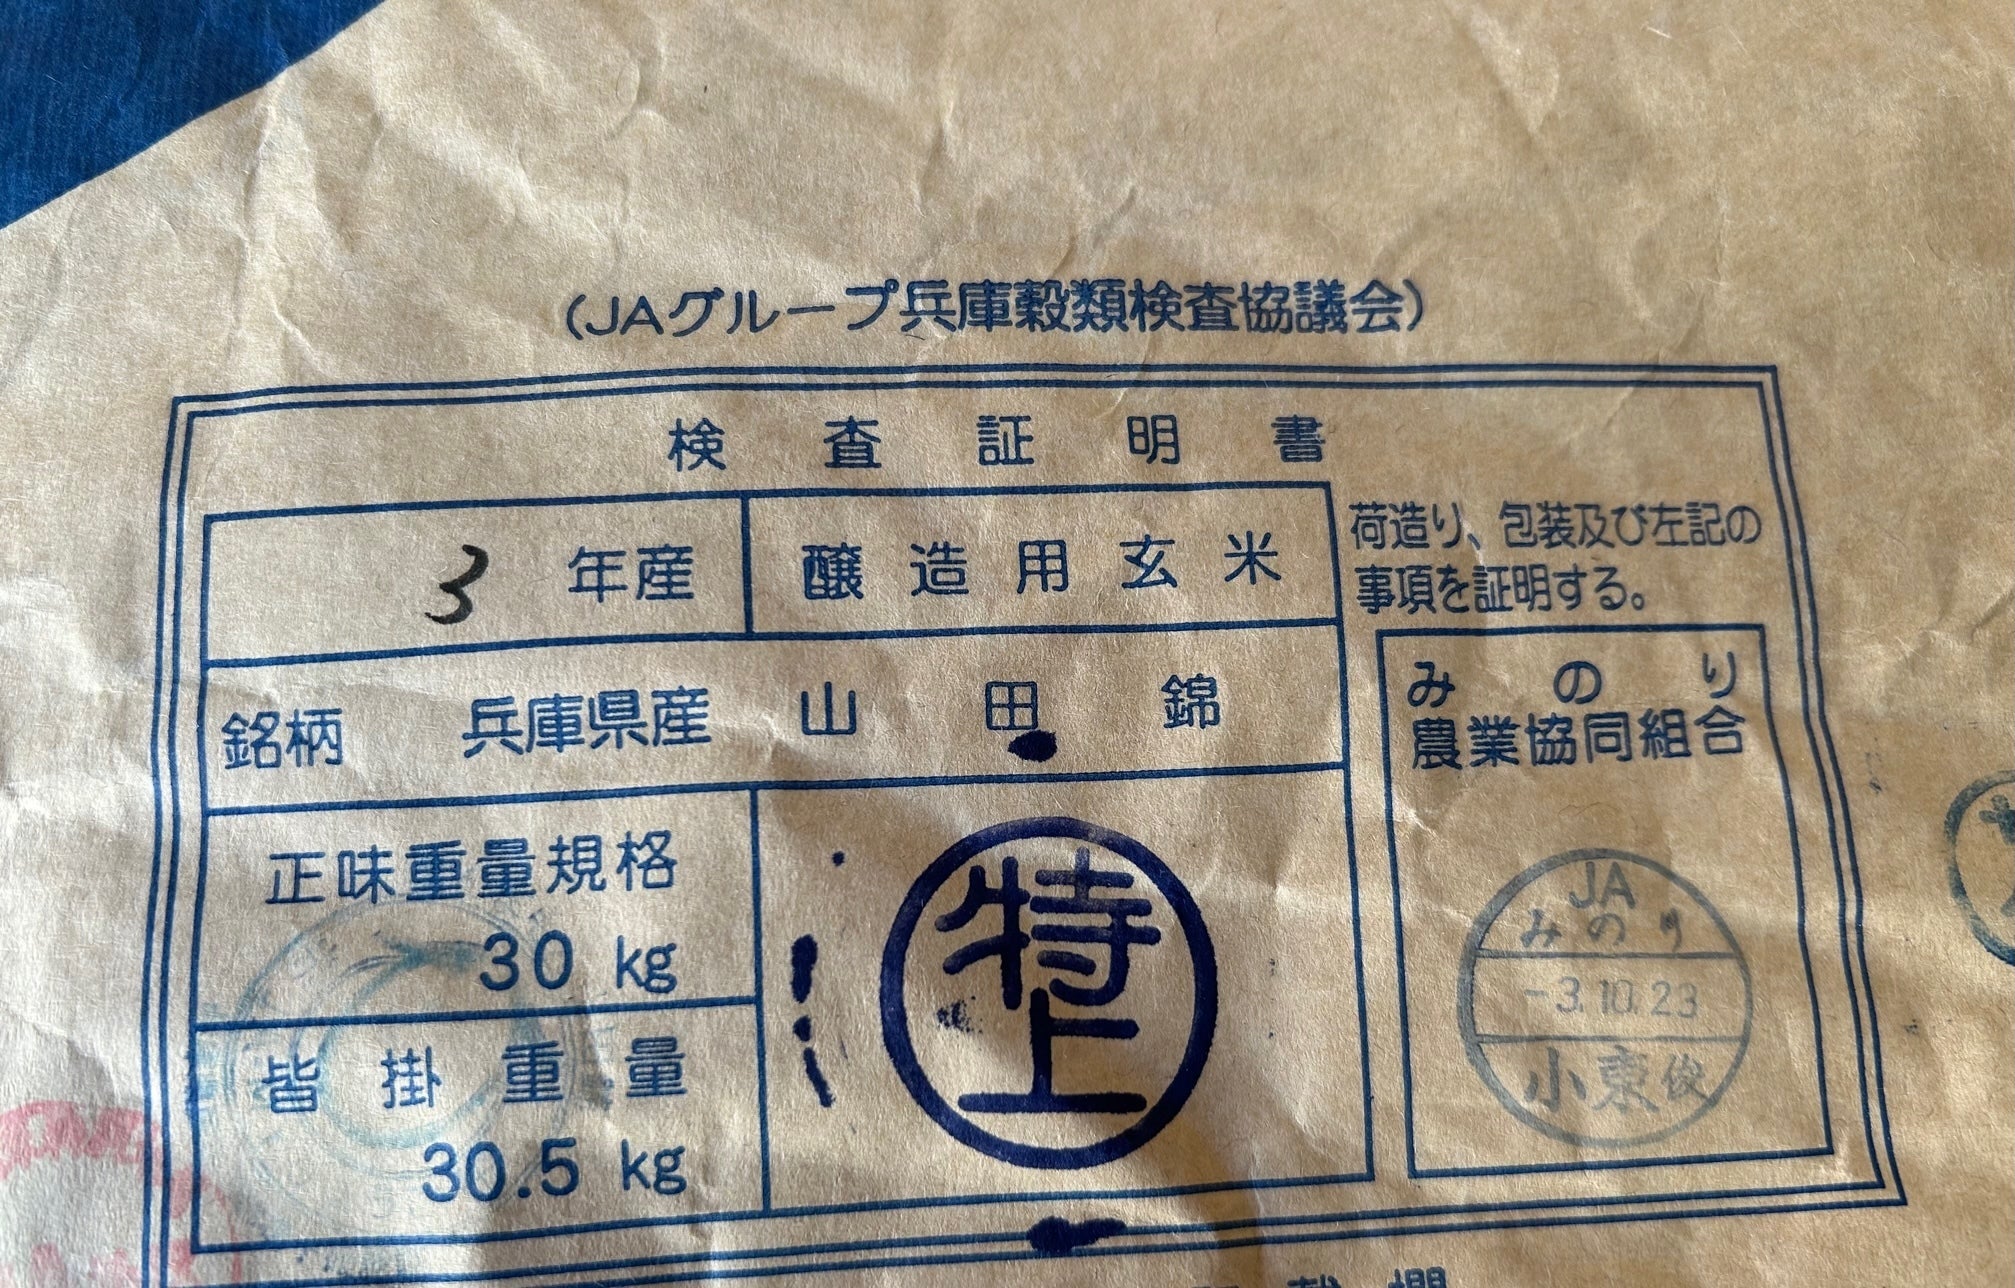 (JAグループ兵庫穀類検査協議会)
検査証明書
3 年産
醸造用玄米
荷造り、包装及び左記の
事項を証明する。
銘柄 兵庫県産 山田錦
みのり
農業協同組合
正味重量規格
30 kg
皆掛重量
30.5 kg
特
上
JA
みのり
-3.10.23
小東俊